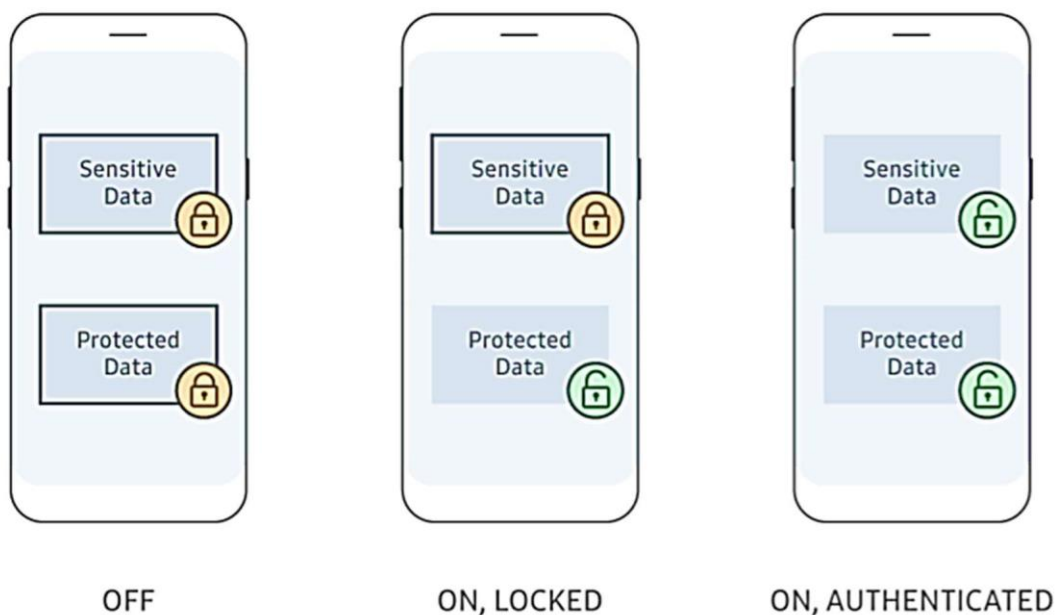 Sensitive
Data
Protected
Data
OFF
Sensitive
Data
Protected
Data
ON, LOCKED
Sensitive
Data
Protected
Data
ON, AUTHENTICATED